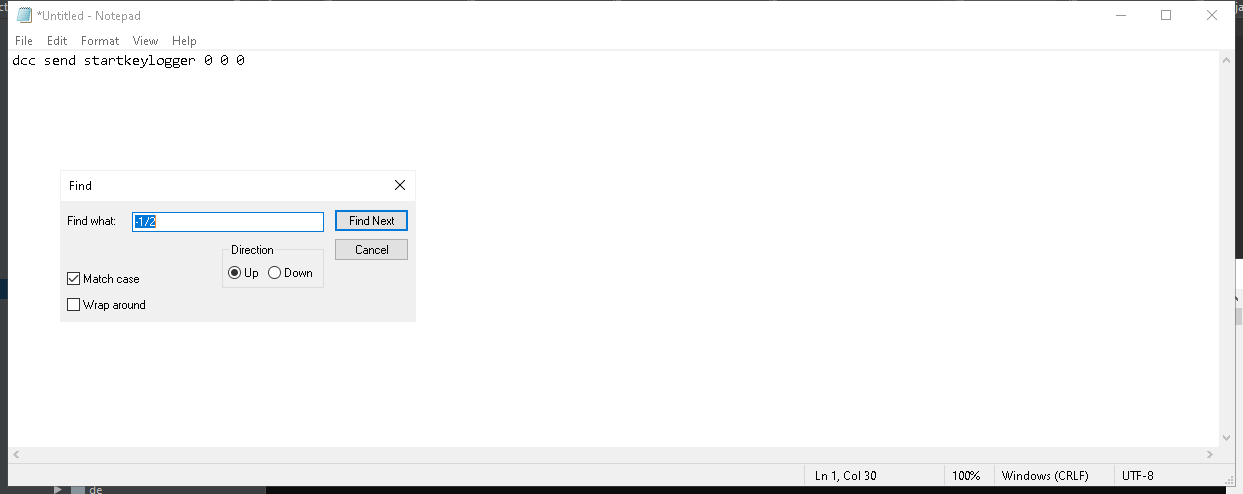 *Untitled - Notepad
File Edit Format View Help
dcc send startkeylogger 0 0 0
Find
Find what: -1/2 Find Next
Direction Cancel
Up Down
Match case
Wrap around
Ln 1, Col 30 100% Windows (CRLF) UTF-8
de